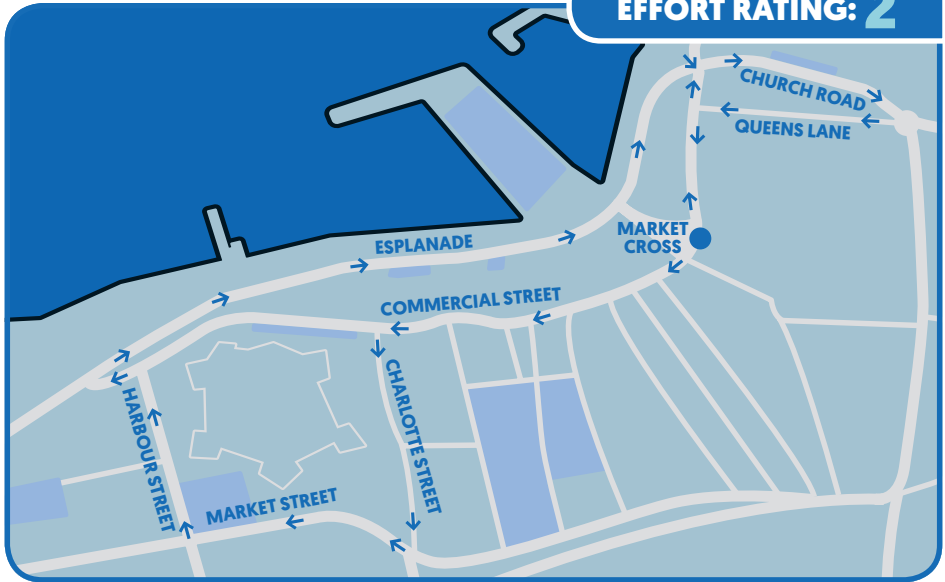 EFFORT RATING: 2
CHURCH ROAD
QUEENS LANE
MARKET
CROSS
ESPLANADE
COMMERCIAL STREET
CHARLOTTE STREET
HARBOUR STREET
MARKET STREET